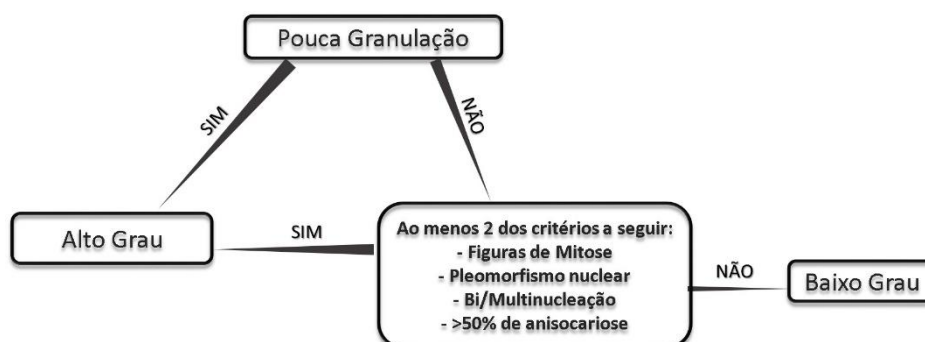 Pouca Granulação
SIM
NÃO
Alto Grau
SIM
Ao menos 2 dos critérios a seguir:
- Figuras de Mitose
- Pleomorfismo nuclear
- Bi/Multinucleação
- >50% de anisocariose
NÃO
Baixo Grau